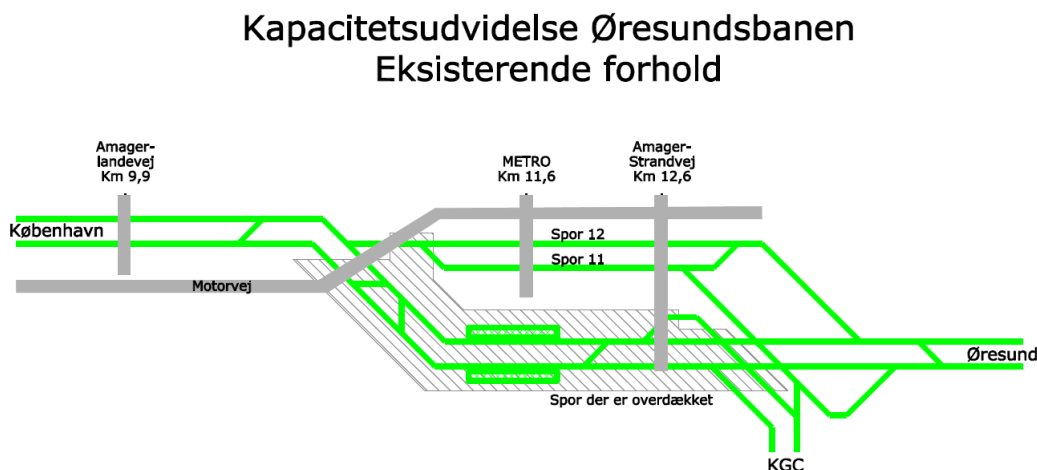 Kapacitetsudvidelse Øresundsbanen
Eksisterende forhold
Amager-
landevej
Km 9,9
METRO
Km 11,6
Amager-
Strandvej
Km 12,6
København
Spor 12
Spor 11
Motorvej
Øresund
Spor der er overdækket
KGC